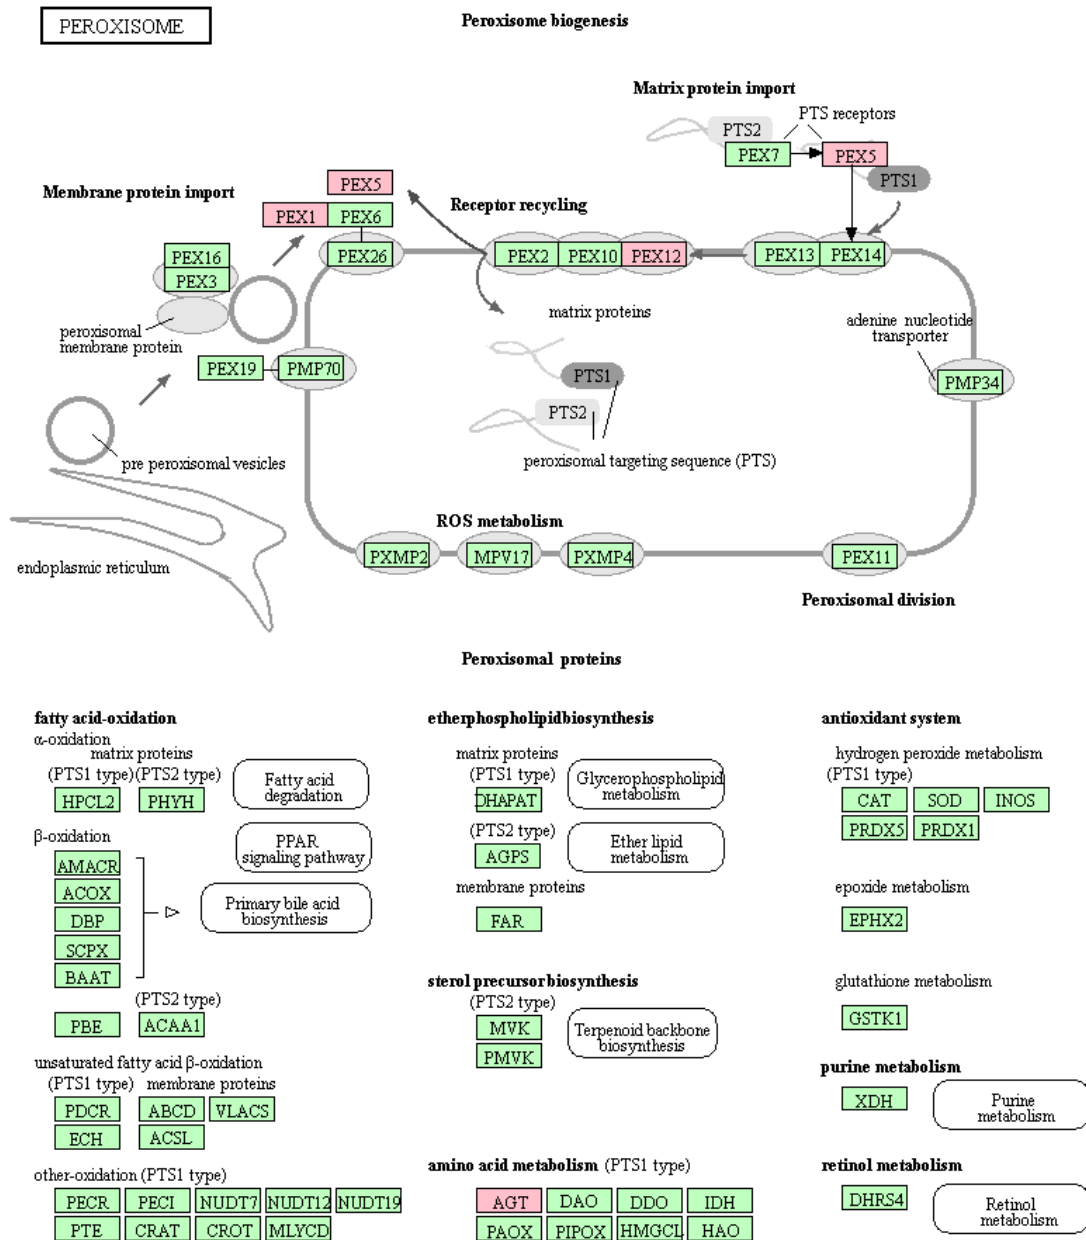 PEROXISOME
Peroxisome biogenesis
Matrix protein import
PTS receptors
PTS2
PEX7
PEX5
PTS1
Membrane protein import
PEX5
PEX1
PEX6
PEX26
Receptor recycling
PEX2
PEX10
PEX12
PEX13
PEX14
PEX16
PEX3
peroxisomal
membrane protein
matrix proteins
adenine nucleotide
transporter
PEX19
PMP70
PTS1
PMP34
PTS2
pre peroxisomal vesicles
peroxisomal targeting sequence (PTS)
ROS metabolism
endoplasmic reticulum
PXMP2
MPV17
PXMP4
PEX11
Peroxisomal division
Peroxisomal proteins
fatty acid-oxidation
α-oxidation
matrix proteins
(PTS1 type) (PTS2 type)
HPCL2
PHYH
Fatty acid
degradation
β-oxidation
PPAR
signaling pathway
AMACR
ACOX
DBP
SCPX
BAAT
Primary bile acid
biosynthesis
(PTS2 type)
PBE
ACAA1
unsaturated fatty acid β-oxidation
(PTS1 type) membrane proteins
PDCR
ABCD
VLACS
ECH
ACSL
other-oxidation (PTS1 type)
PECR
PECI
NUDT7
NUDT12
NUDT19
PTE
CRAT
CROT
MLYCD
etherphospholipidbiosynthesis
matrix proteins
(PTS1 type)
DHAPAT
Glycerophospholipid
metabolism
(PTS2 type)
AGPS
Ether lipid
metabolism
membrane proteins
FAR
sterol precursor biosynthesis
(PTS2 type)
MVK
PMVK
Terpenoid backbone
biosynthesis
amino acid metabolism (PTS1 type)
AGT
DAO
DDO
IDH
PAOX
PIPOX
HMGCL
HAO
antioxidant system
hydrogen peroxide metabolism
(PTS1 type)
CAT
SOD
INOS
PRDX5
PRDX1
epoxide metabolism
EPHX2
glutathione metabolism
GSTK1
purine metabolism
XDH
Purine
metabolism
retinol metabolism
DHRS4
Retinol
metabolism